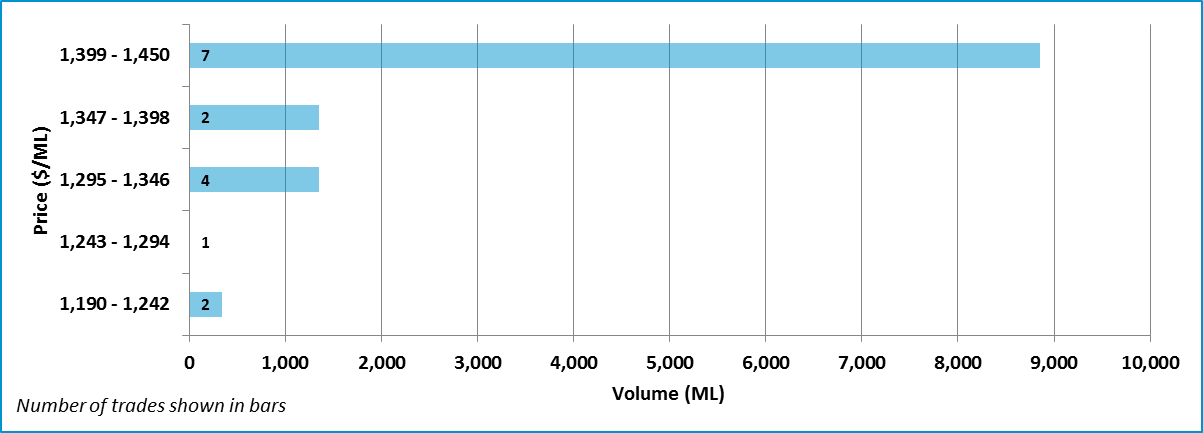 Price ($/ML)
1,399 - 1,450
7
1,347 - 1,398
2
1,295 - 1,346
4
1,243 - 1,294
1
1,190 - 1,242
2
0 1,000 2,000 3,000 4,000 5,000 6,000 7,000 8,000 9,000 10,000
Volume (ML)
Number of trades shown in bars